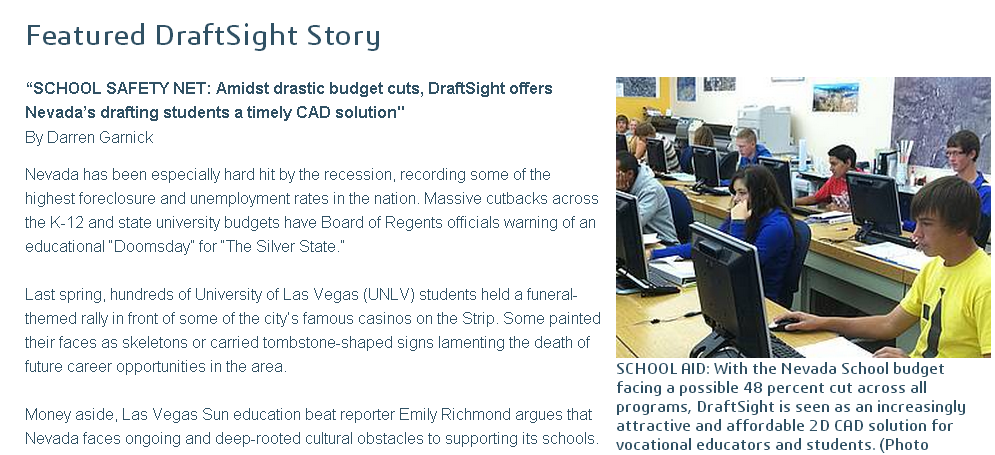 Featured DraftSight Story
“SCHOOL SAFETY NET: Amidst drastic budget cuts, DraftSight offers
Nevada’s drafting students a timely CAD solution"
By Darren Garnick
Nevada has been especially hard hit by the recession, recording some of the
highest foreclosure and unemployment rates in the nation. Massive cutbacks across
the K-12 and state university budgets have Board of Regents officials warning of an
educational “Doomsday” for “The Silver State.”
Last spring, hundreds of University of Las Vegas (UNLV) students held a funeral-
themed rally in front of some of the city’s famous casinos on the Strip. Some painted
their faces as skeletons or carried tombstone-shaped signs lamenting the death of
future career opportunities in the area.
Money aside, Las Vegas Sun education beat reporter Emily Richmond argues that
Nevada faces ongoing and deep-rooted cultural obstacles to supporting its schools.
SCHOOL AID: With the Nevada School budget
facing a possible 48 percent cut across all
programs, DraftSight is seen as an increasingly
attractive and affordable 2D CAD solution for
vocational educators and students. (Photo